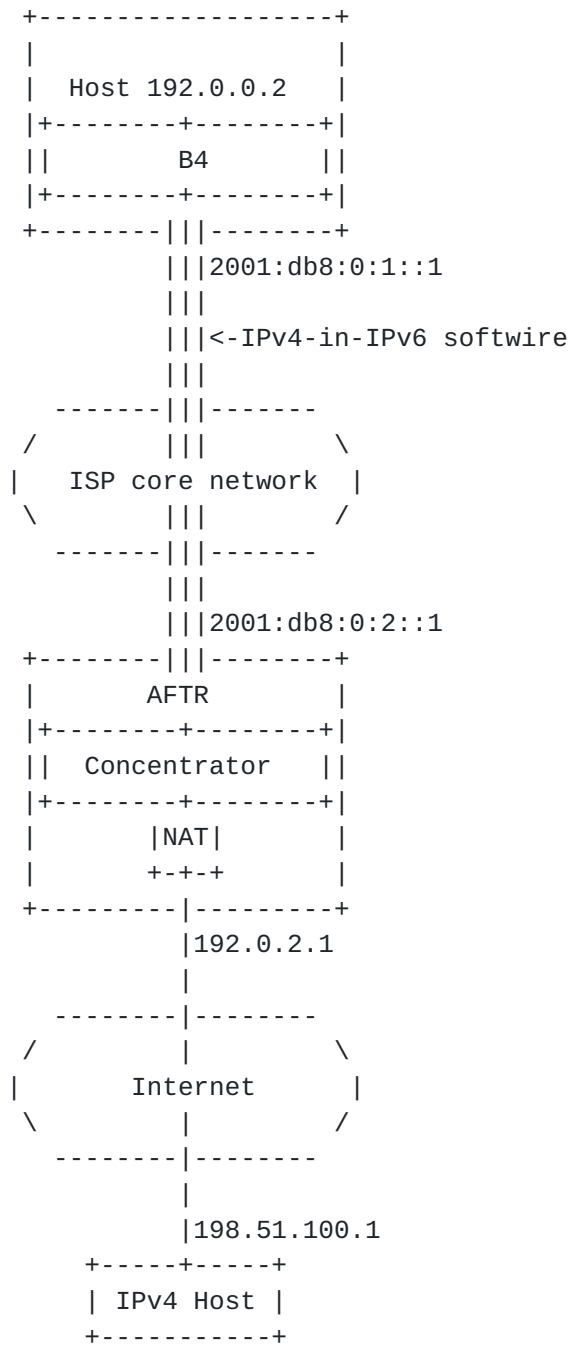 Host 192.0.0.2
B4
2001:db8:0:1::1
<-IPv4-in-IPv6 softwire
ISP core network
2001:db8:0:2::1
AFTR
Concentrator
NAT
192.0.2.1
Internet
198.51.100.1
IPv4 Host